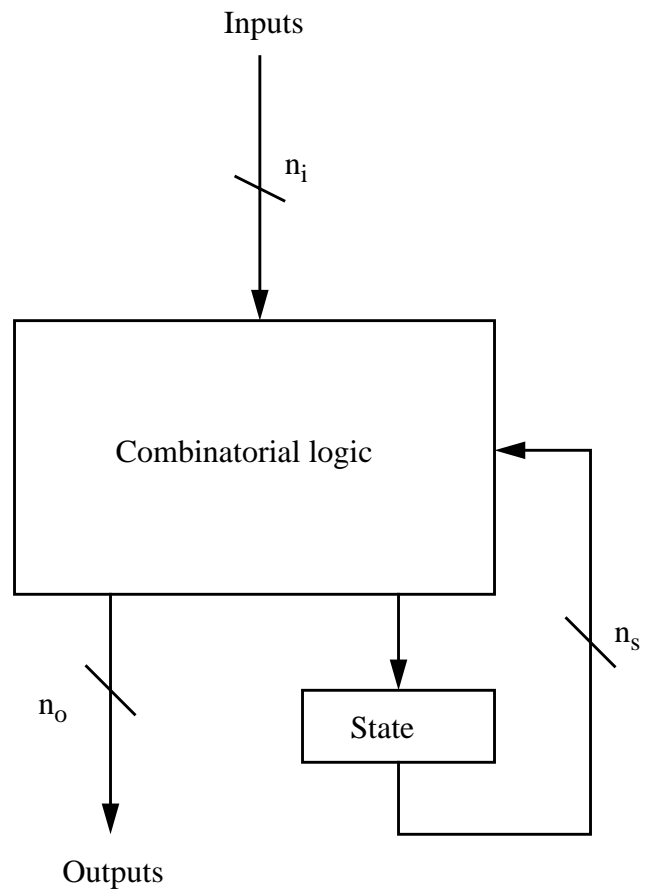 Inputs
n_i
Combinatorial logic
n_s
n_o
State
Outputs